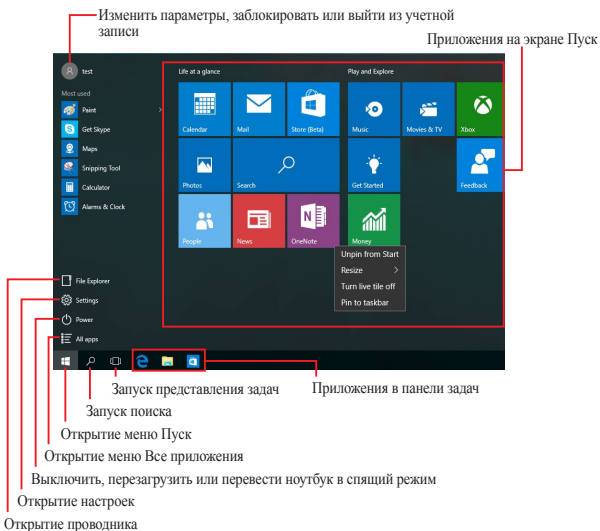 Изменить параметры, заблокировать или выйти из учетной
записи
Приложения на экране Пуск
test
Life at a glance
Play and Explore
Most used
Paint
Get Skype
Maps
Snipping Tool
Calculator
Alarms & Clock
Calendar
Mail
Store (Beta)
Music
Movies & TV
Xbox
Photos
Search
Get Started
Feedback
People
News
OneNote
Money
Unpin from Start
Resize
Turn live tile off
Pin to taskbar
File Explorer
Settings
Power
All apps
Запуск представления задач
Приложения в панели задач
Запуск поиска
Открытие меню Пуск
Открытие меню Все приложения
Выключить, перезагрузить или перевести ноутбук в спящий режим
Открытие настроек
Открытие проводника